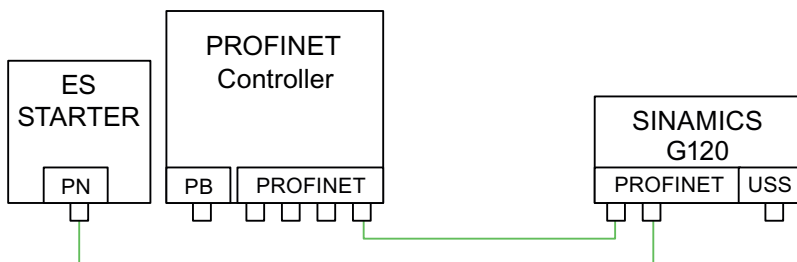 ES
STARTER
PN
PROFINET
Controller
PB
PROFINET
SINAMICS
G120
PROFINET
USS